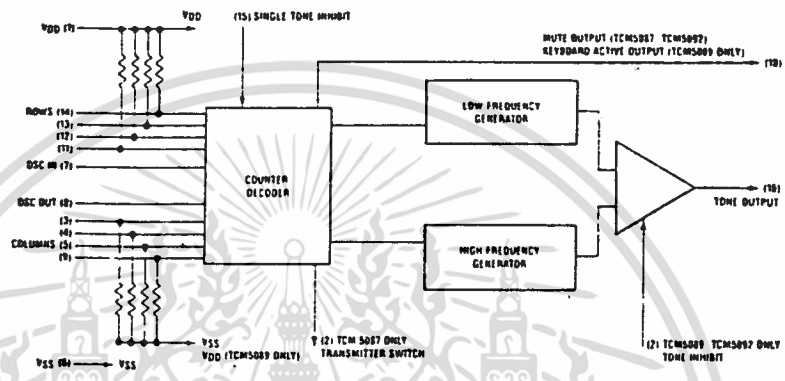 VDD (1)
VDD
(15) SINGLE TONE INHIBIT
MUTE OUTPUT (TCM5087 TCM5092)
KEYBOARD ACTIVE OUTPUT (TCM5089 ONLY)
(10)
ROWS (14)
(13)
(12)
(11)
OSC IN (7)
OSC OUT (8)
(3)
(4)
COLUMNS (5)
(9)
COUNTER
DECODER
LOW FREQUENCY
GENERATOR
HIGH FREQUENCY
GENERATOR
(16)
TONE OUTPUT
VSS
VDD (TCM5089 ONLY)
VSS (6)
VSS
(2) TCM 5087 ONLY
TRANSMITTER SWITCH
(2) TCM5089 TCM5092 ONLY
TONE INHIBIT